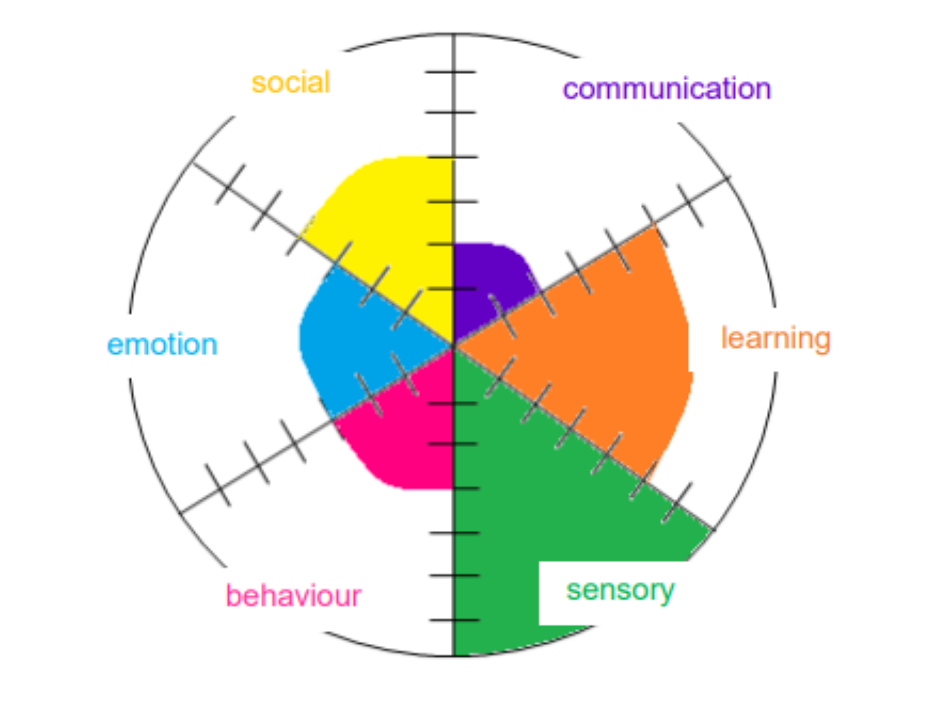 social
communication
emotion
learning
behaviour
sensory